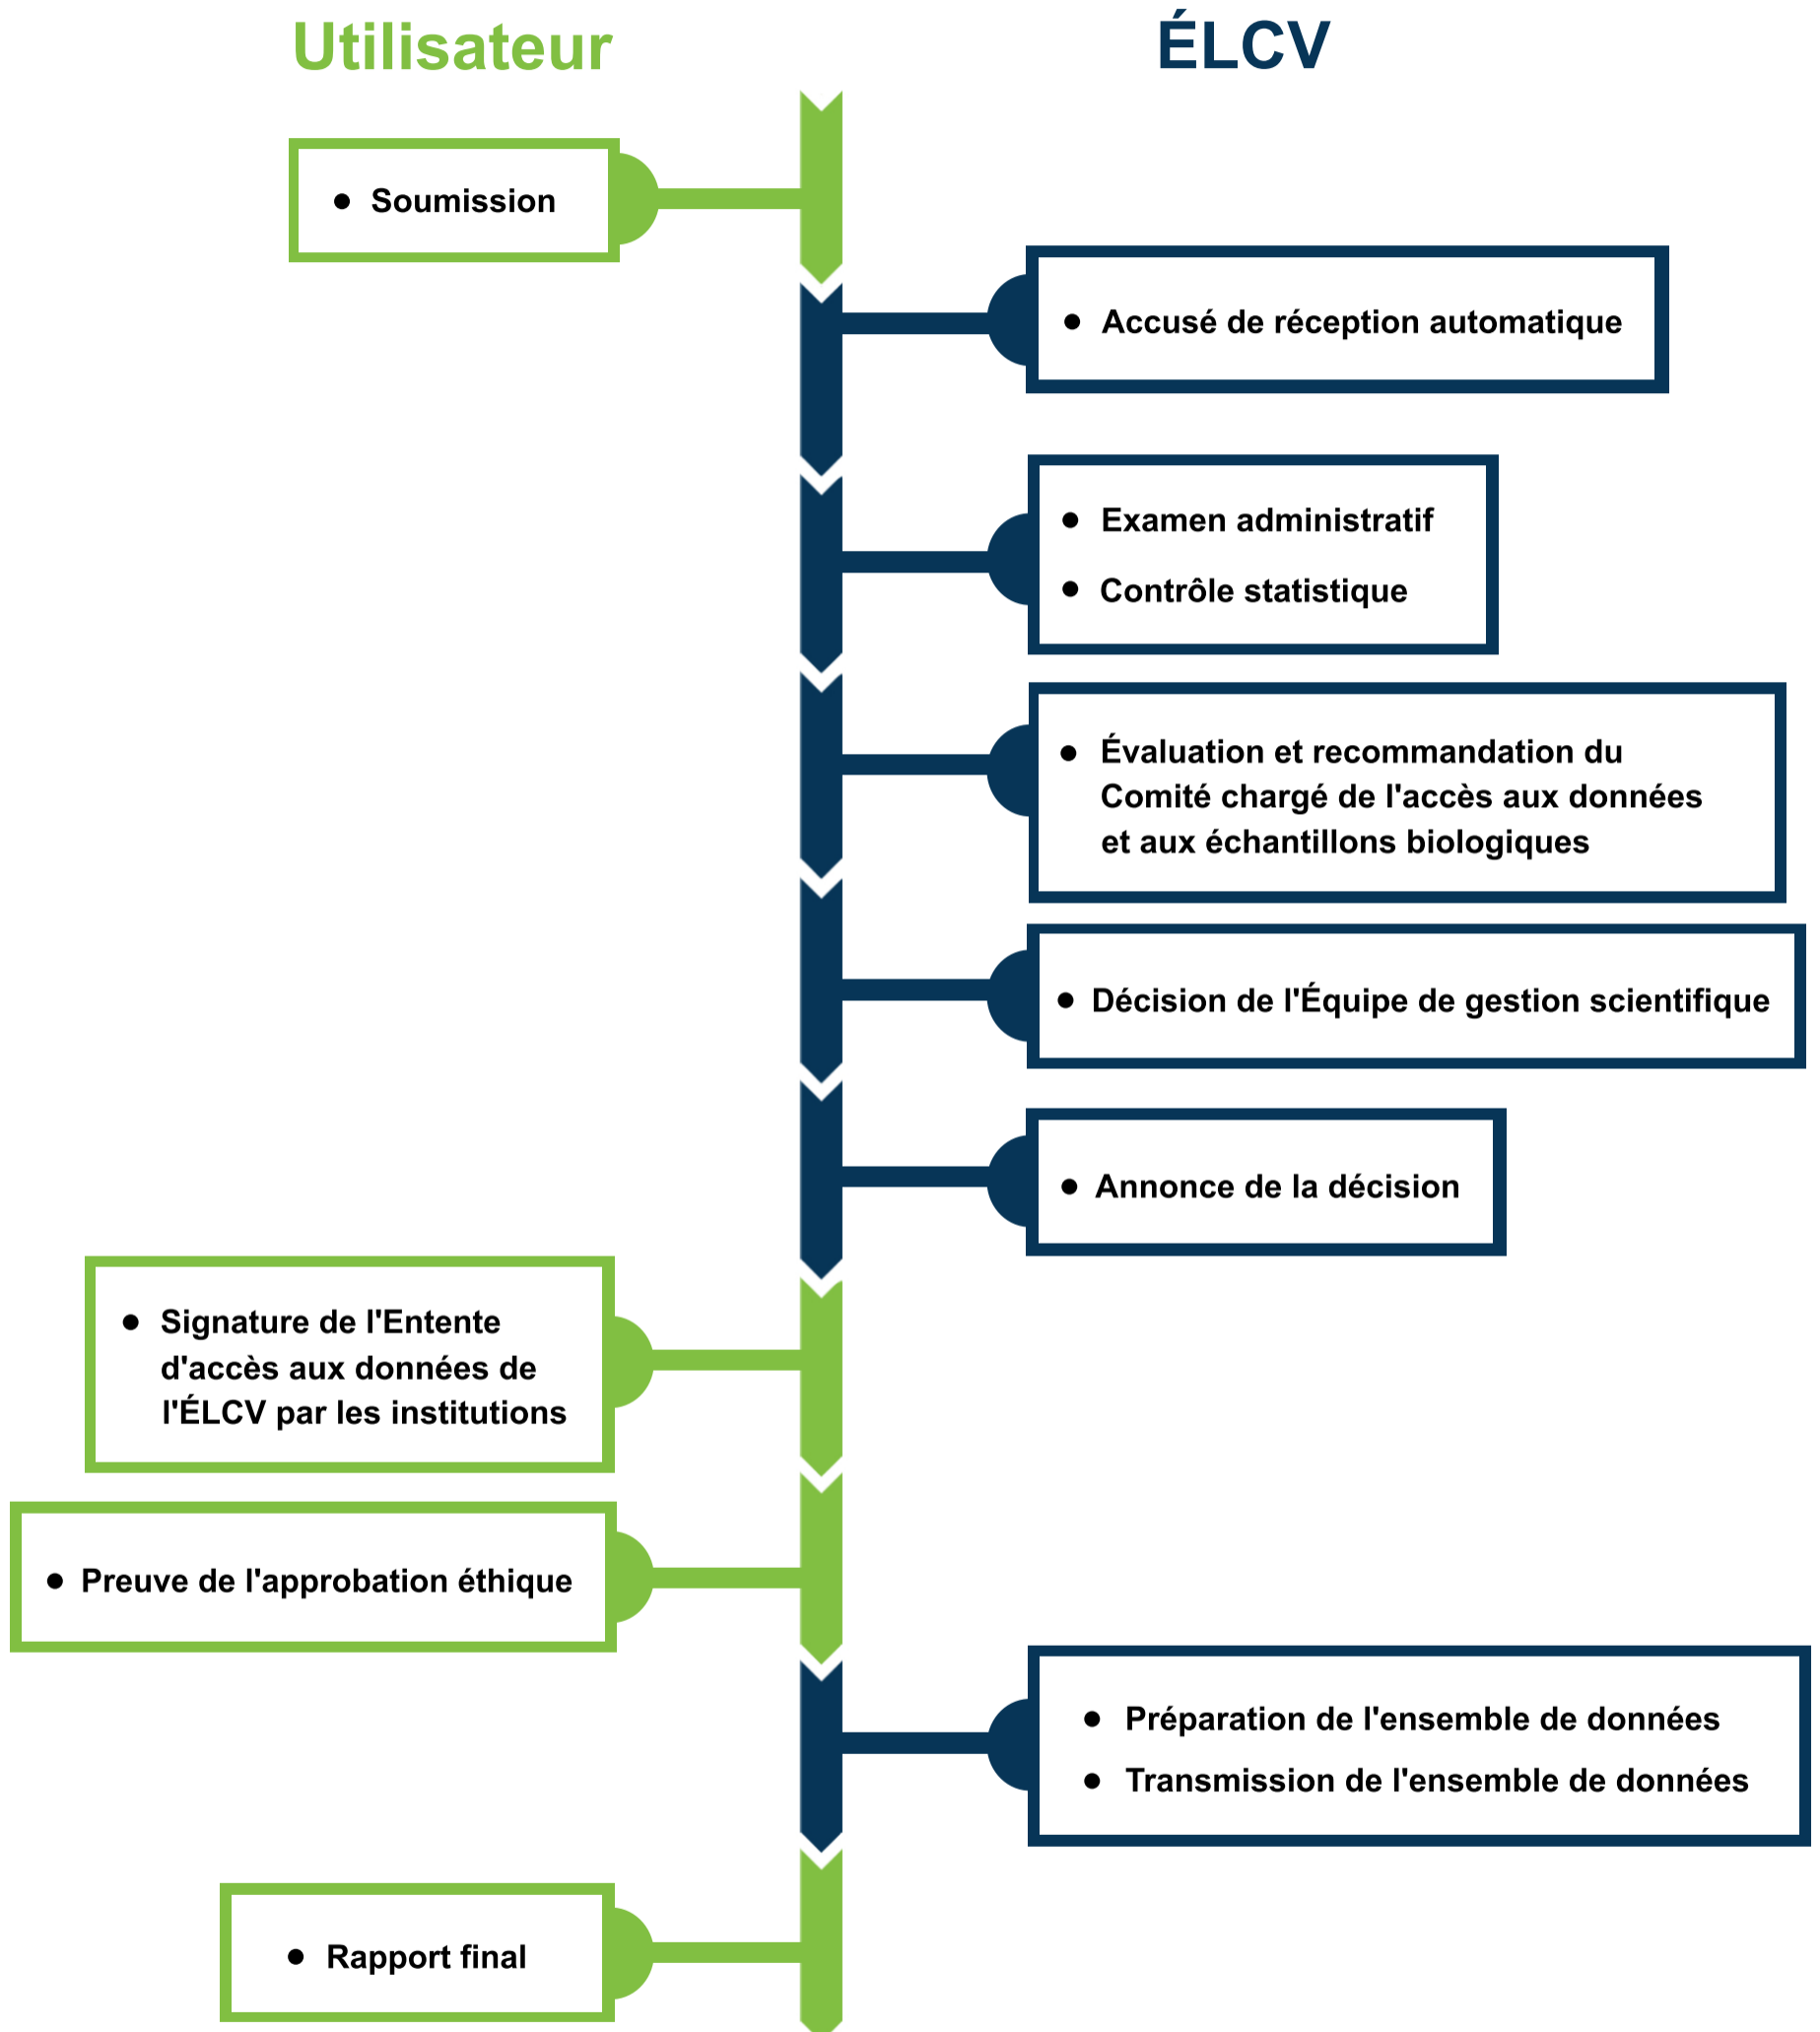 Utilisateur
ÉLCV
● Soumission
● Accusé de réception automatique
● Examen administratif
● Contrôle statistique
● Évaluation et recommandation du
Comité chargé de l'accès aux données
et aux échantillons biologiques
● Décision de l'Équipe de gestion scientifique
● Annonce de la décision
● Signature de l'Entente
d'accès aux données de
l'ÉLCV par les institutions
● Preuve de l'approbation éthique
● Préparation de l'ensemble de données
● Transmission de l'ensemble de données
● Rapport final